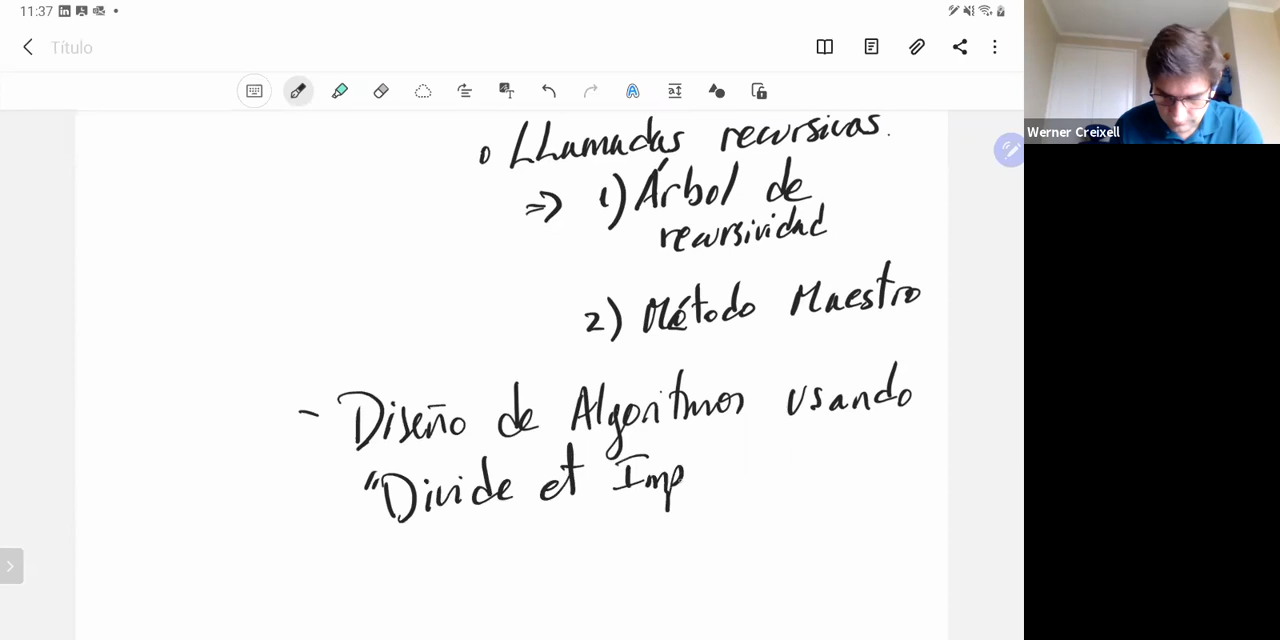 11:37
Título
Werner Creixell
o Llamadas recursivas.
=> 1) Árbol de
recursividad
2) Método Maestro
- Diseño de Algoritmos usando
"Divide et Imp